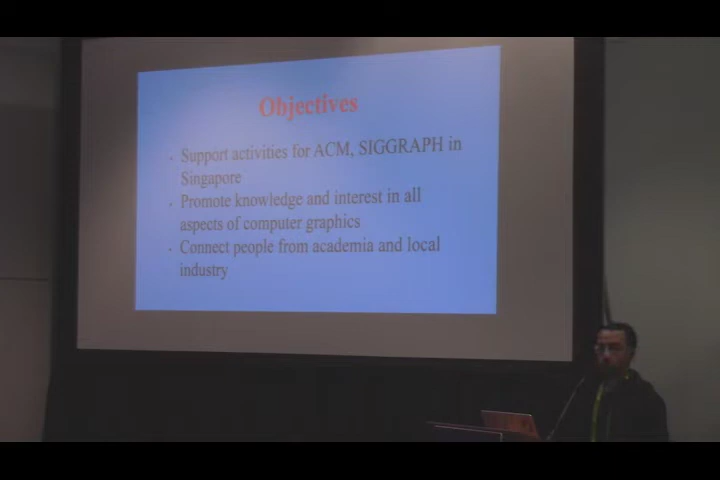 Objectives
· Support activities for ACM, SIGGRAPH in
Singapore
· Promote knowledge and interest in all
aspects of computer graphics
· Connect people from academia and local
industry